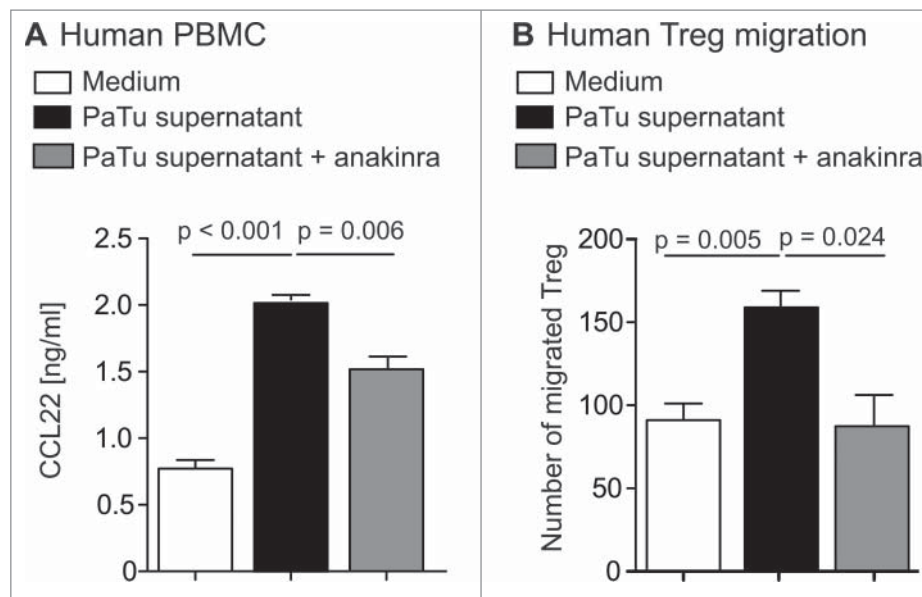 A Human PBMC
Medium
PaTu supernatant
PaTu supernatant + anakinra
p < 0.001 p = 0.006
CCL22 [ng/ml]
2.5
2.0
1.5
1.0
0.5
0
B Human Treg migration
Medium
PaTu supernatant
PaTu supernatant + anakinra
p = 0.005 p = 0.024
Number of migrated Treg
200
150
100
50
0